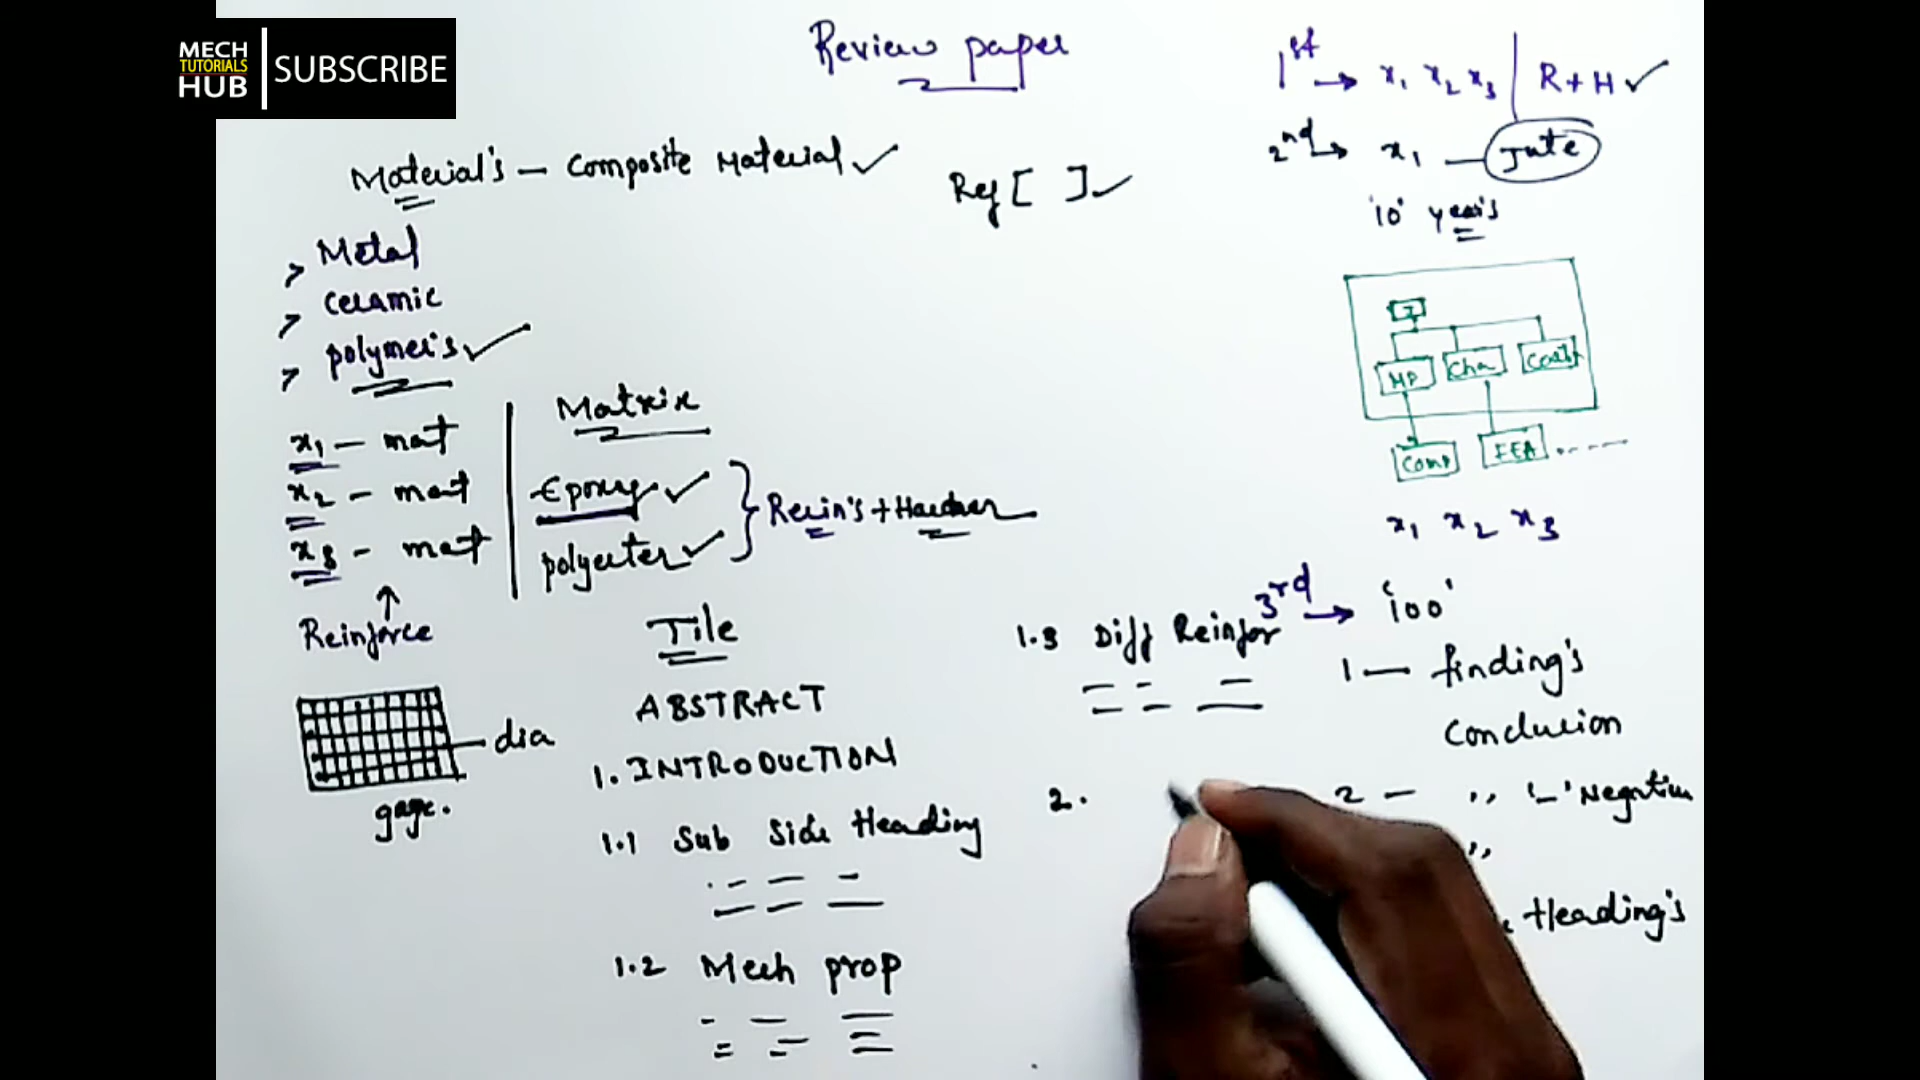 MECH
TUTORIALS
HUB
SUBSCRIBE
Review paper
Material's - Composite Material ✓
> Metal
> Ceramic
> polymer's ✓
x1 - mat
x2 - mat
x3 - mat
Reinforce
dia
gage.
Matrix
Epoxy ✓
polyester ✓
Resin's + Hardner
Ref [ ] ✓
Tile
ABSTRACT
1. INTRODUCTION
1.1 Sub Side Heading
1.2 Mech prop
1.3 Diff Reinfor
2.
1st → x1 x2 x3 | R + H ✓
2nd → x1 — Jute
'10' years
J
MP Cha
Comp FEA
x1 x2 x3
3rd → '100'
1 — finding's
Conclusion
2 — ,, '-' Negative
,,
Heading's